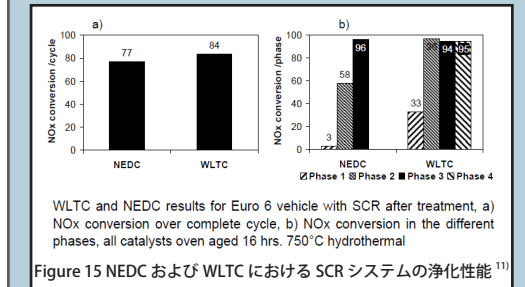 a)
NOx conversion /cycle
100
80
60
40
20
0
77
84
NEDC
WLTC
b)
NOx conversion /phase
100
80
60
40
20
0
3
58
96
33
96
94
95
NEDC
WLTC
Phase 1 Phase 2 Phase 3 Phase 4
WLTC and NEDC results for Euro 6 vehicle with SCR after treatment, a)
NOx conversion over complete cycle, b) NOx conversion in the different
phases, all catalysts oven aged 16 hrs. 750°C hydrothermal
Figure 15 NEDC および WLTC における SCR システムの浄化性能 11)